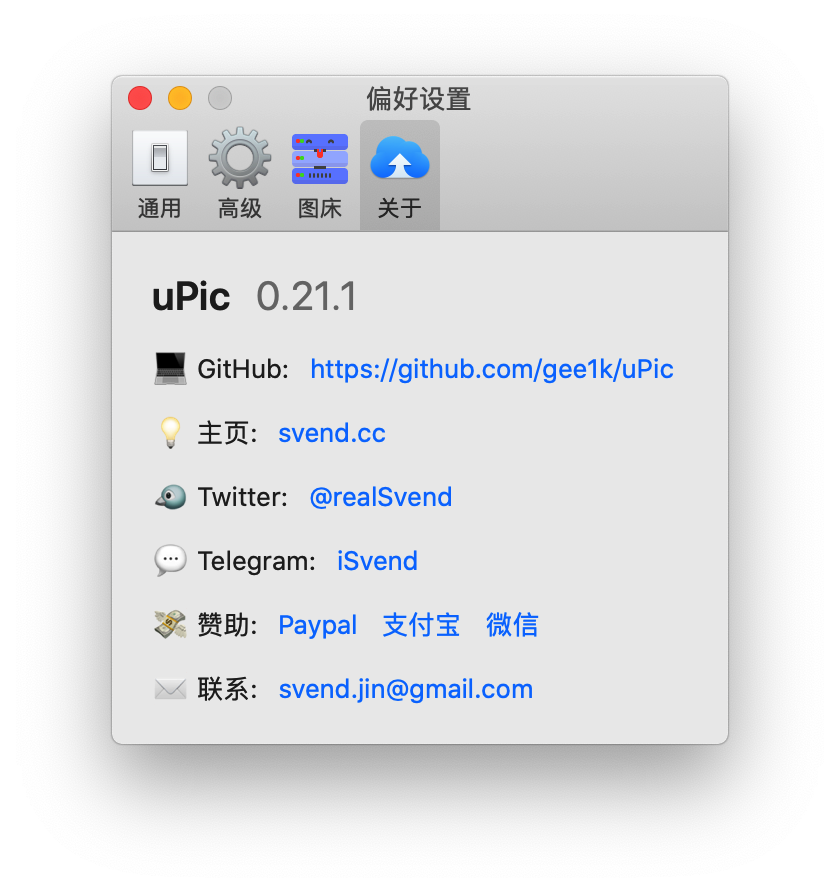 偏好设置
通用 高级 图床 关于
uPic 0.21.1
GitHub: https://github.com/gee1k/uPic
主页: svend.cc
Twitter: @realSvend
Telegram: iSvend
赞助: Paypal 支付宝 微信
联系: svend.jin@gmail.com